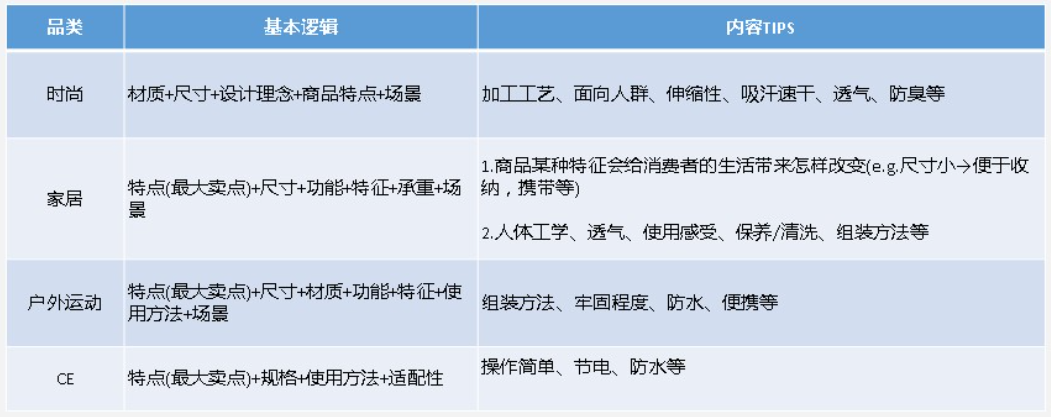 品类 基本逻辑 内容TIPS
时尚 材质+尺寸+设计理念+商品特点+场景 加工工艺、面向人群、伸缩性、吸汗速干、透气、防臭等
家居 特点(最大卖点)+尺寸+功能+特征+承重+场
景
1.商品某种特征会给消费者的生活带来怎样改变(e.g.尺寸小→便于收
纳，携带等)
2.人体工学、透气、使用感受、保养/清洗、组装方法等
户外运动 特点(最大卖点)+尺寸+材质+功能+特征+使
用方法+场景
组装方法、牢固程度、防水、便携等
CE 特点(最大卖点)+规格+使用方法+适配性 操作简单、节电、防水等